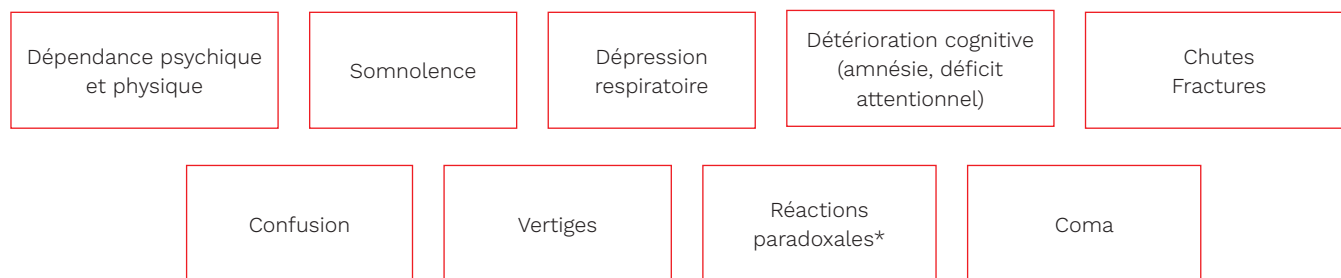 Dépendance psychique
et physique
Somnolence
Dépression
respiratoire
Détérioration cognitive
(amnésie, déficit
attentionnel)
Chutes
Fractures
Confusion
Vertiges
Réactions
paradoxales*
Coma